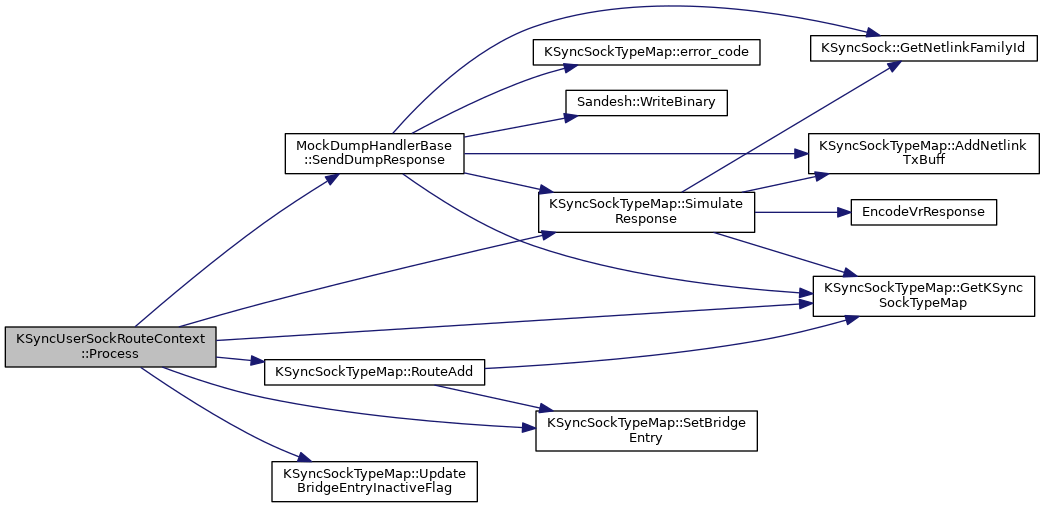 KSyncSock::GetNetlinkFamilyId
KSyncSockTypeMap::error_code
Sandesh::WriteBinary
MockDumpHandlerBase
::SendDumpResponse
KSyncSockTypeMap::AddNetlink
TxBuff
KSyncSockTypeMap::Simulate
Response
EncodeVrResponse
KSyncSockTypeMap::GetKSync
SockTypeMap
KSyncUserSockRouteContext
::Process
KSyncSockTypeMap::RouteAdd
KSyncSockTypeMap::SetBridge
Entry
KSyncSockTypeMap::Update
BridgeEntryInactiveFlag